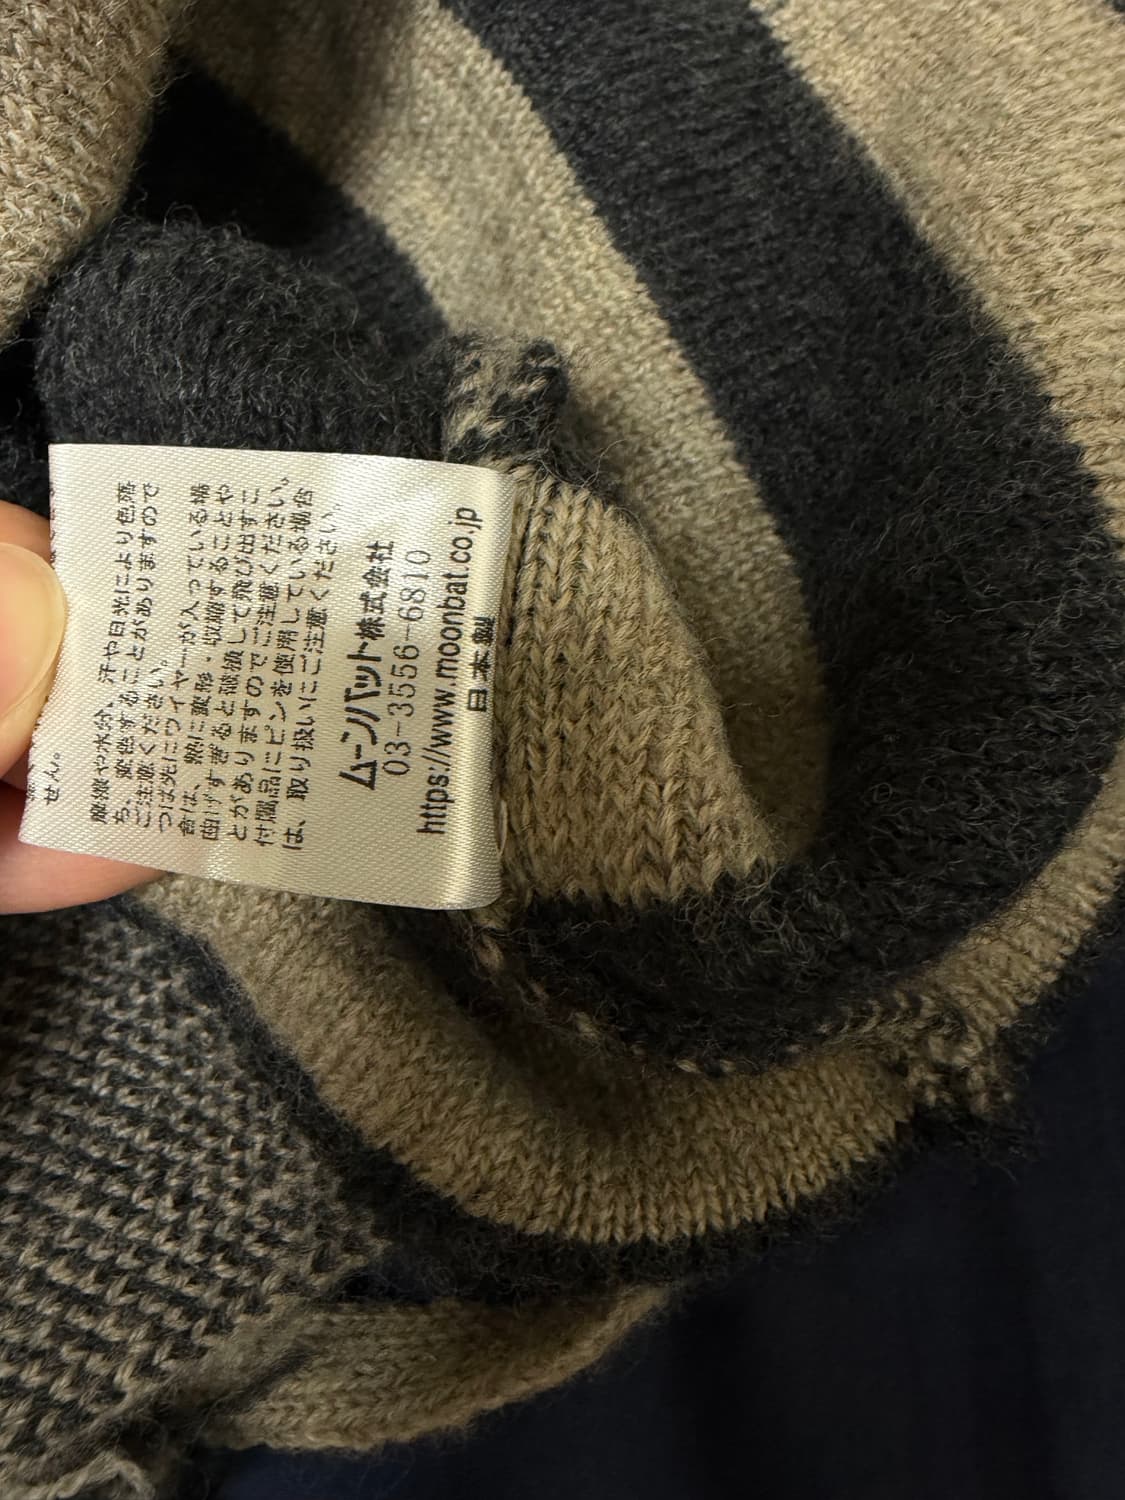 せん。
摩擦や水分、汗や日光により色落
ち、変色することがありますので
ご注意ください。
つば先にワイヤーが入っている場
合は、熱に変形・収縮することや
曲げすぎると破損して飛び出すこ
とがありますのでご注意ください。
付属品にピンを使用している場合
は、取り扱いにご注意ください。
ムーンバット株式会社
03-3556-6810
https://www.moonbat.co.jp
日本製